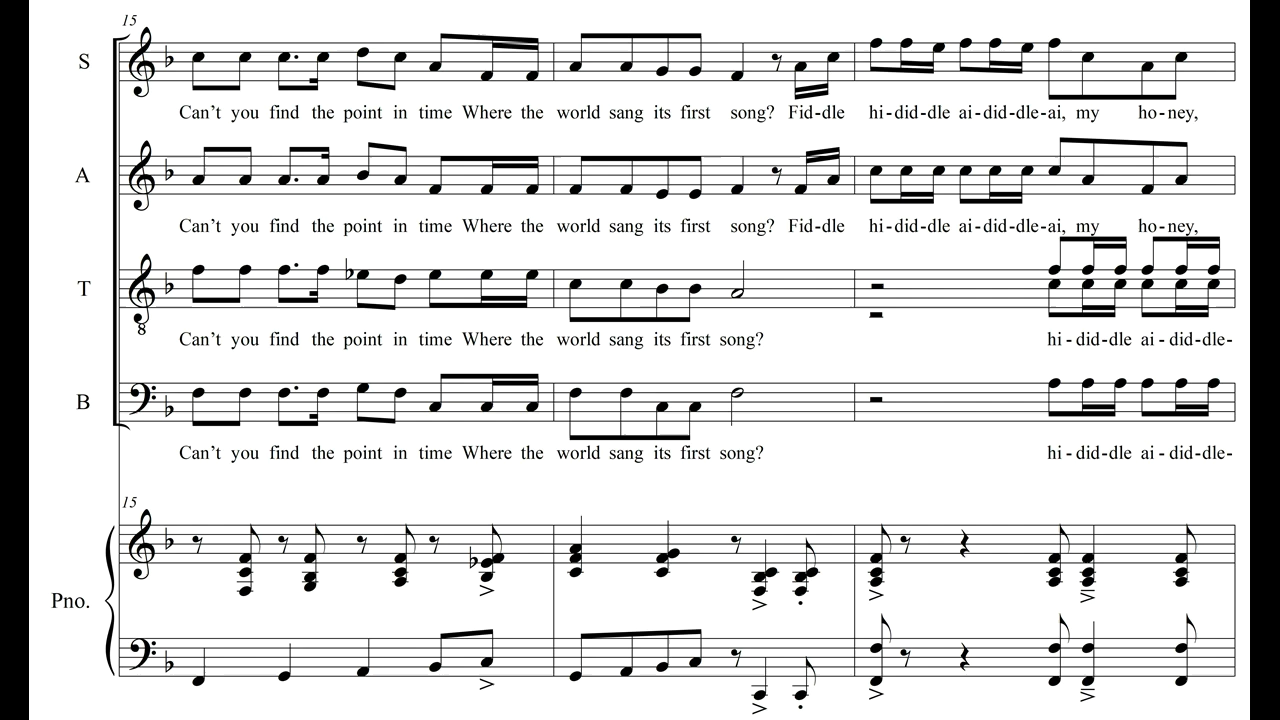 15
S
Can't you find the point in time Where the world sang its first song? Fid-dle hi-did-dle ai-did-dle-ai, my ho-ney,
A
Can't you find the point in time Where the world sang its first song? Fid-dle hi-did-dle ai-did-dle-ai, my ho-ney,
T
8
Can't you find the point in time Where the world sang its first song? hi-did-dle ai-did-dle-
B
Can't you find the point in time Where the world sang its first song? hi-did-dle ai-did-dle-
15
Pno.